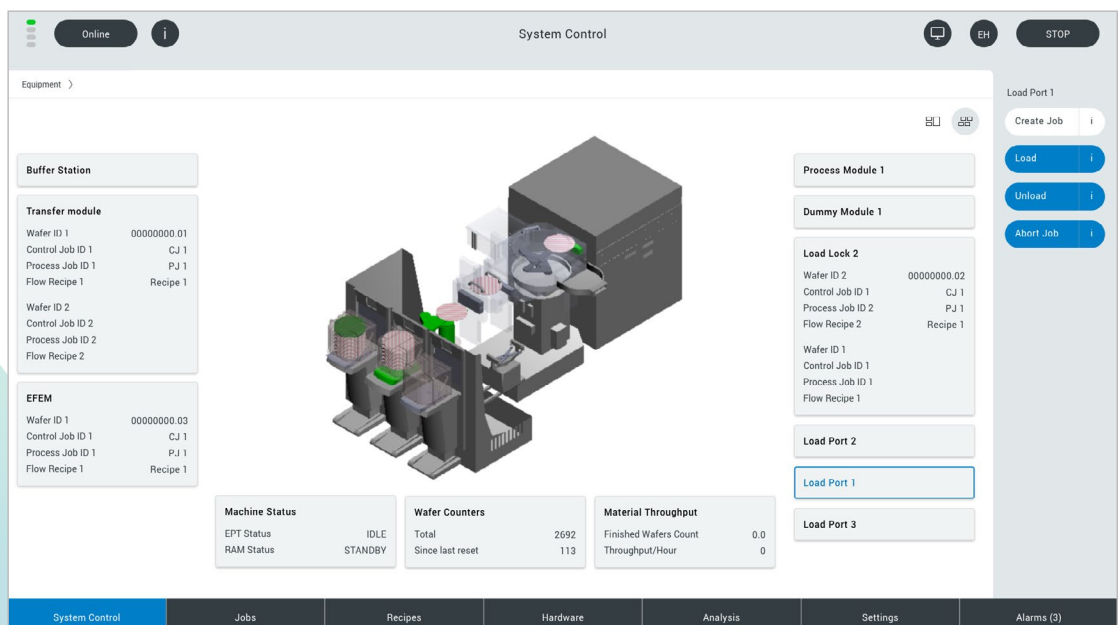 Online
i
System Control
EH
STOP
Equipment 〉
Load Port 1
Create Job i
Load i
Unload i
Abort Job i
Buffer Station
Transfer module
Wafer ID 1 00000000.01
Control Job ID 1 CJ 1
Process Job ID 1 PJ 1
Flow Recipe 1 Recipe 1
Wafer ID 2
Control Job ID 2
Process Job ID 2
Flow Recipe 2
EFEM
Wafer ID 1 00000000.03
Control Job ID 1 CJ 1
Process Job ID 1 PJ 1
Flow Recipe 1 Recipe 1
Machine Status
EPT Status IDLE
RAM Status STANDBY
Wafer Counters
Total 2692
Since last reset 113
Material Throughput
Finished Wafers Count 0.0
Throughput/Hour 0
Process Module 1
Dummy Module 1
Load Lock 2
Wafer ID 2 00000000.02
Control Job ID 1 CJ 1
Process Job ID 2 PJ 1
Flow Recipe 2 Recipe 1
Wafer ID 1
Control Job ID 1
Process Job ID 1
Flow Recipe 1
Load Port 2
Load Port 1
Load Port 3
System Control
Jobs
Recipes
Hardware
Analysis
Settings
Alarms (3)